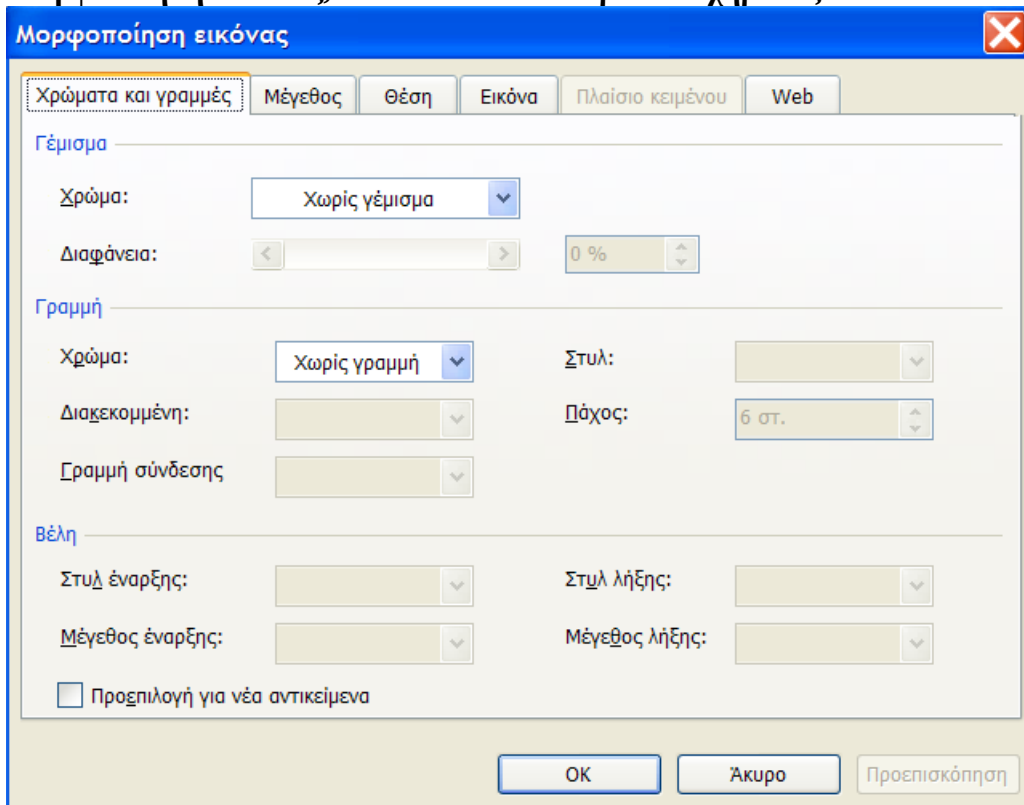 Μορφοποίηση εικόνας
Χρώματα και γραμμές Μέγεθος Θέση Εικόνα Πλαίσιο κειμένου Web
Γέμισμα
Χρώμα: Χωρίς γέμισμα
Διαφάνεια: 0 %
Γραμμή
Χρώμα: Χωρίς γραμμή Στυλ:
Διακεκομμένη: Πάχος: 6 στ.
Γραμμή σύνδεσης
Βέλη
Στυλ έναρξης: Στυλ λήξης:
Μέγεθος έναρξης: Μέγεθος λήξης:
Προεπιλογή για νέα αντικείμενα
OK Άκυρο Προεπισκόπηση